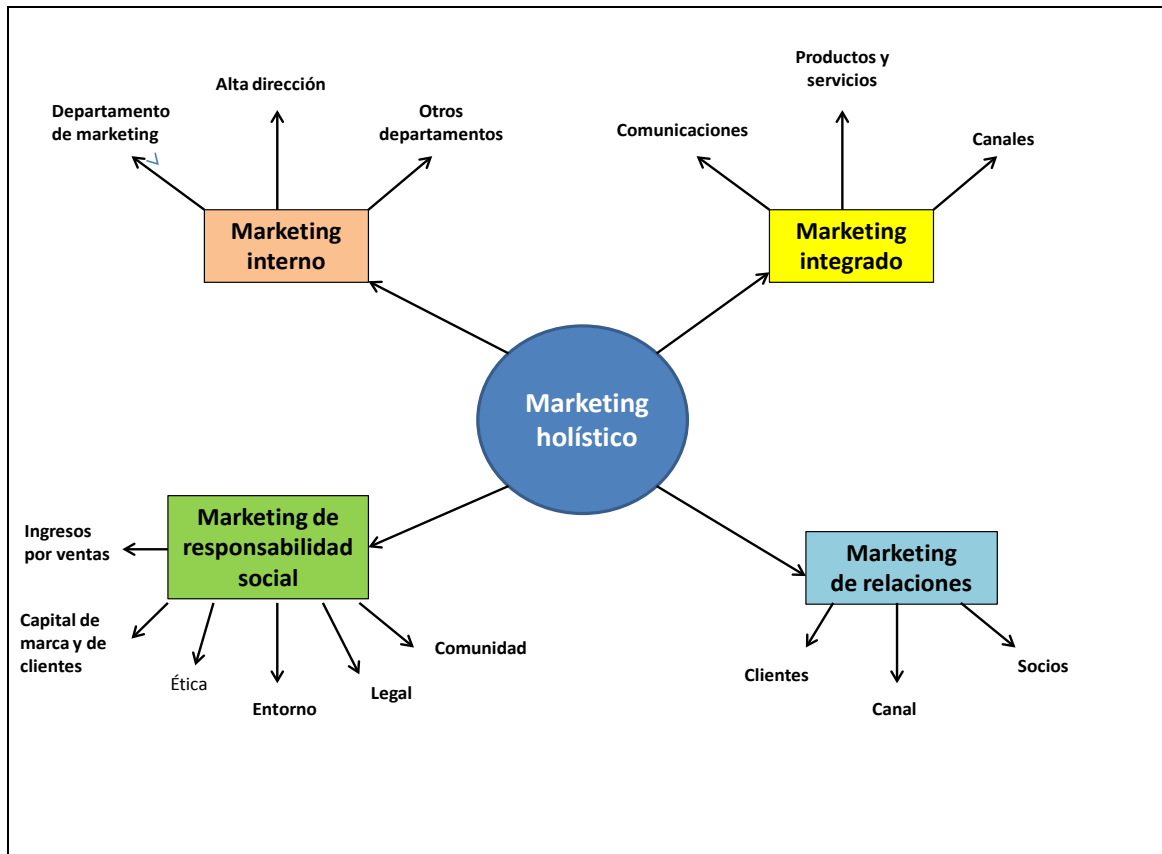 Alta dirección
Departamento
de marketing
Otros
departamentos
Marketing
interno
Productos y
servicios
Comunicaciones
Canales
Marketing
integrado
Marketing
holístico
Marketing de
responsabilidad
social
Ingresos
por ventas
Capital de
marca y de
clientes
Ética
Entorno
Legal
Comunidad
Marketing
de relaciones
Clientes
Canal
Socios